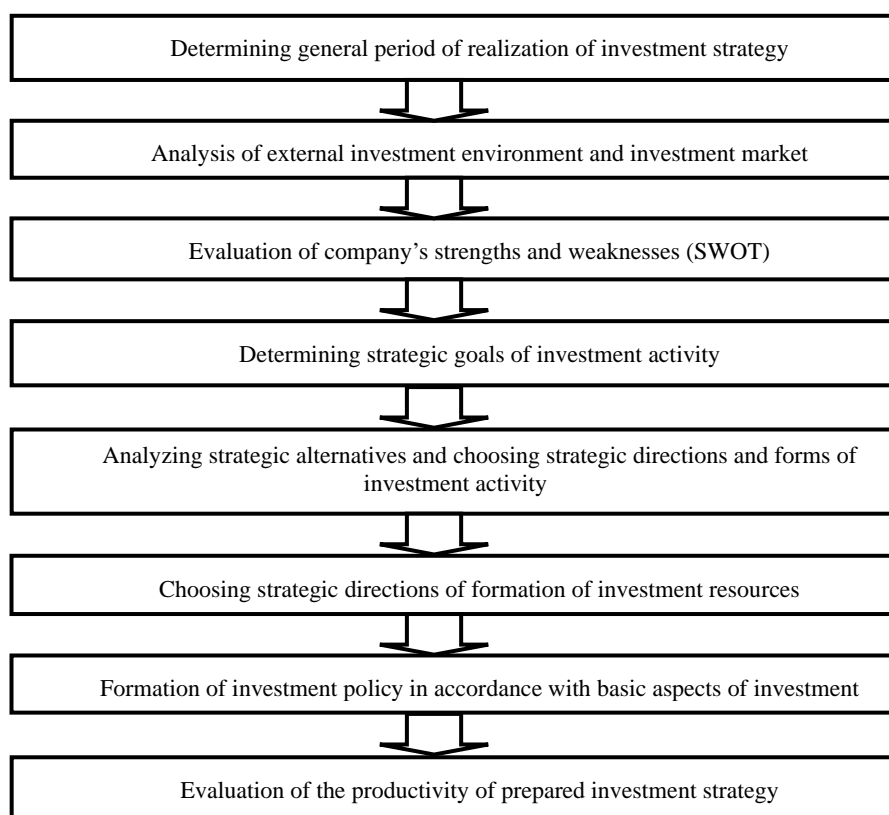 Determining general period of realization of investment strategy
Analysis of external investment environment and investment market
Evaluation of company’s strengths and weaknesses (SWOT)
Determining strategic goals of investment activity
Analyzing strategic alternatives and choosing strategic directions and forms of
investment activity
Choosing strategic directions of formation of investment resources
Formation of investment policy in accordance with basic aspects of investment
Evaluation of the productivity of prepared investment strategy